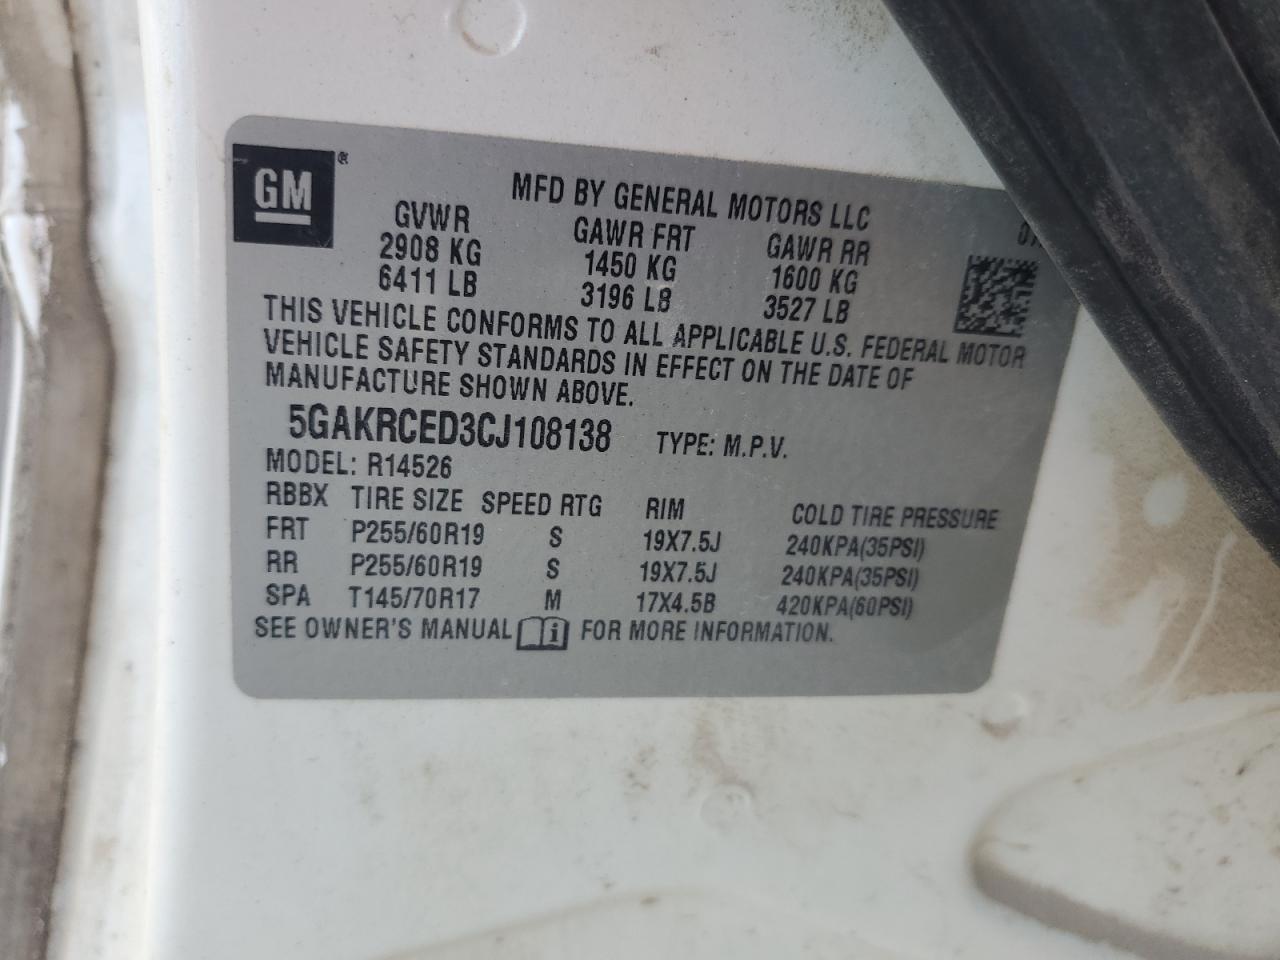 GM ®
MFD BY GENERAL MOTORS LLC
GVWR GAWR FRT GAWR RR
2908 KG 1450 KG 1600 KG
6411 LB 3196 LB 3527 LB
THIS VEHICLE CONFORMS TO ALL APPLICABLE U.S. FEDERAL MOTOR
VEHICLE SAFETY STANDARDS IN EFFECT ON THE DATE OF
MANUFACTURE SHOWN ABOVE.
5GAKRCED3CJ108138 TYPE: M.P.V.
MODEL: R14526
RBBX TIRE SIZE SPEED RTG RIM COLD TIRE PRESSURE
FRT P255/60R19 S 19X7.5J 240KPA(35PSI)
RR P255/60R19 S 19X7.5J 240KPA(35PSI)
SPA T145/70R17 M 17X4.5B 420KPA(60PSI)
SEE OWNER'S MANUAL i FOR MORE INFORMATION.